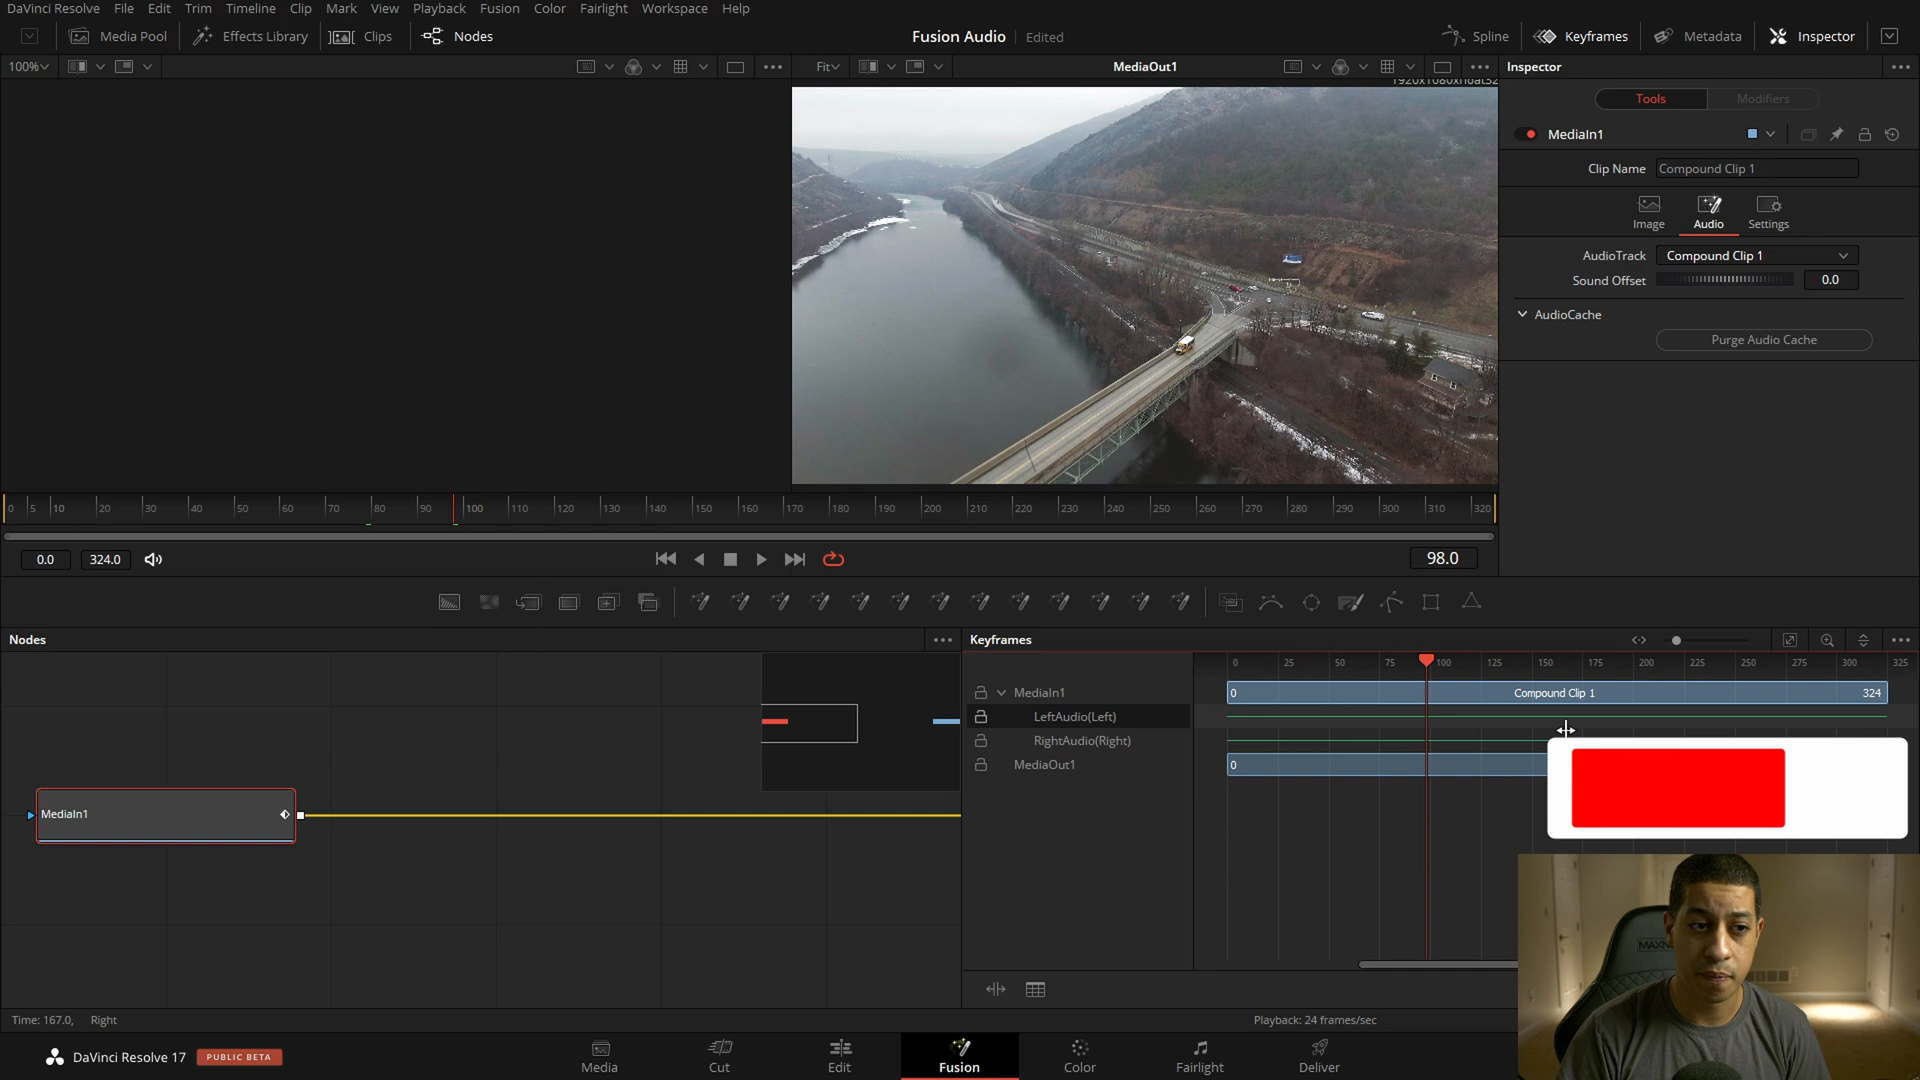 DaVinci Resolve File Edit Trim Timeline Clip Mark View Playback Fusion Color Fairlight Workspace Help
Media Pool Effects Library Clips Nodes Fusion Audio Edited Spline Keyframes Metadata Inspector
100% Fit MediaOut1 Inspector
Tools Modifiers
MediaIn1
Clip Name Compound Clip 1
Image Audio Settings
AudioTrack Compound Clip 1
Sound Offset 0.0
AudioCache
Purge Audio Cache
0 5 10 20 30 40 50 60 70 80 90 100 110 120 130 140 150 160 170 180 190 200 210 220 230 240 250 260 270 280 290 300 310 320
0.0 324.0 98.0
Nodes Keyframes
0 25 50 75 100 125 150 175 200 225 250 275 300 325
MediaIn1 0 Compound Clip 1 324
LeftAudio(Left)
RightAudio(Right)
MediaOut1 0
MediaIn1
Time: 167.0, Right Playback: 24 frames/sec
DaVinci Resolve 17 PUBLIC BETA Media Cut Edit Fusion Color Fairlight Deliver